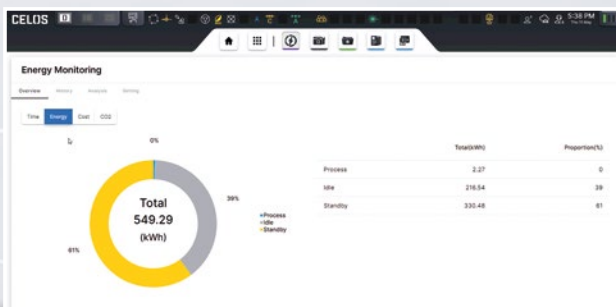 CELOS
5:38 PM
Energy Monitoring
Overview History Analysis Setting
Time Energy Cost CO2
0%
39%
61%
Total
549.29
(kWh)
Process
Idle
Standby
Total(kWh) Proportion(%)
Process 2.27 0
Idle 216.54 39
Standby 330.48 61